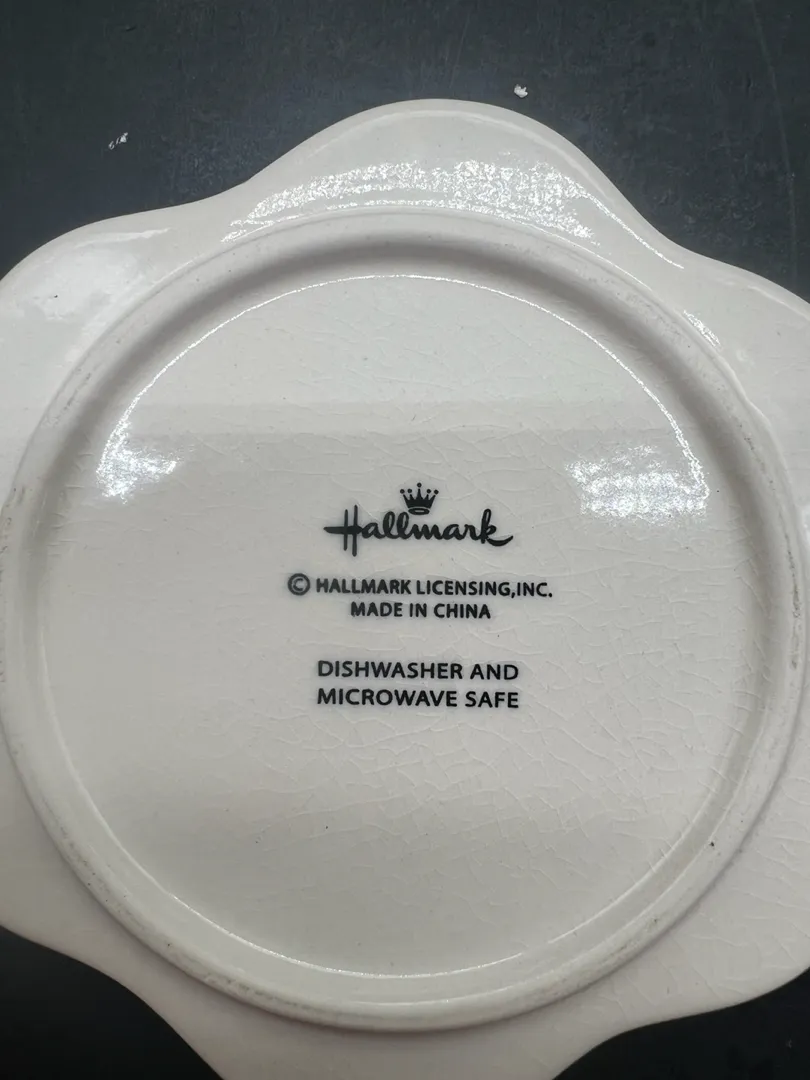 Hallmark
© HALLMARK LICENSING,INC.
MADE IN CHINA
DISHWASHER AND
MICROWAVE SAFE